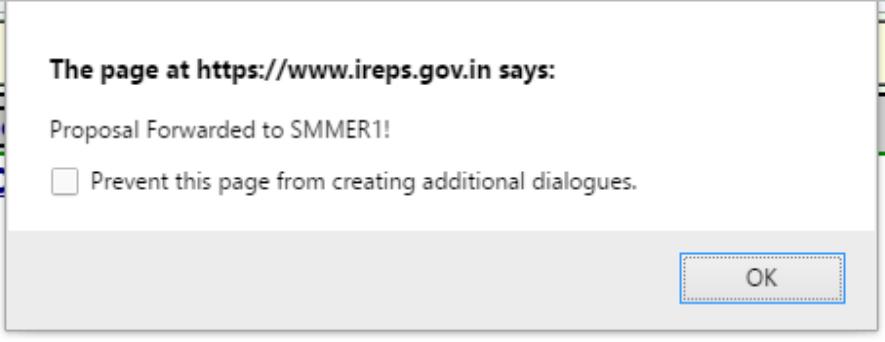 The page at https://www.ireps.gov.in says:
Proposal Forwarded to SMMER1!
Prevent this page from creating additional dialogues.
OK